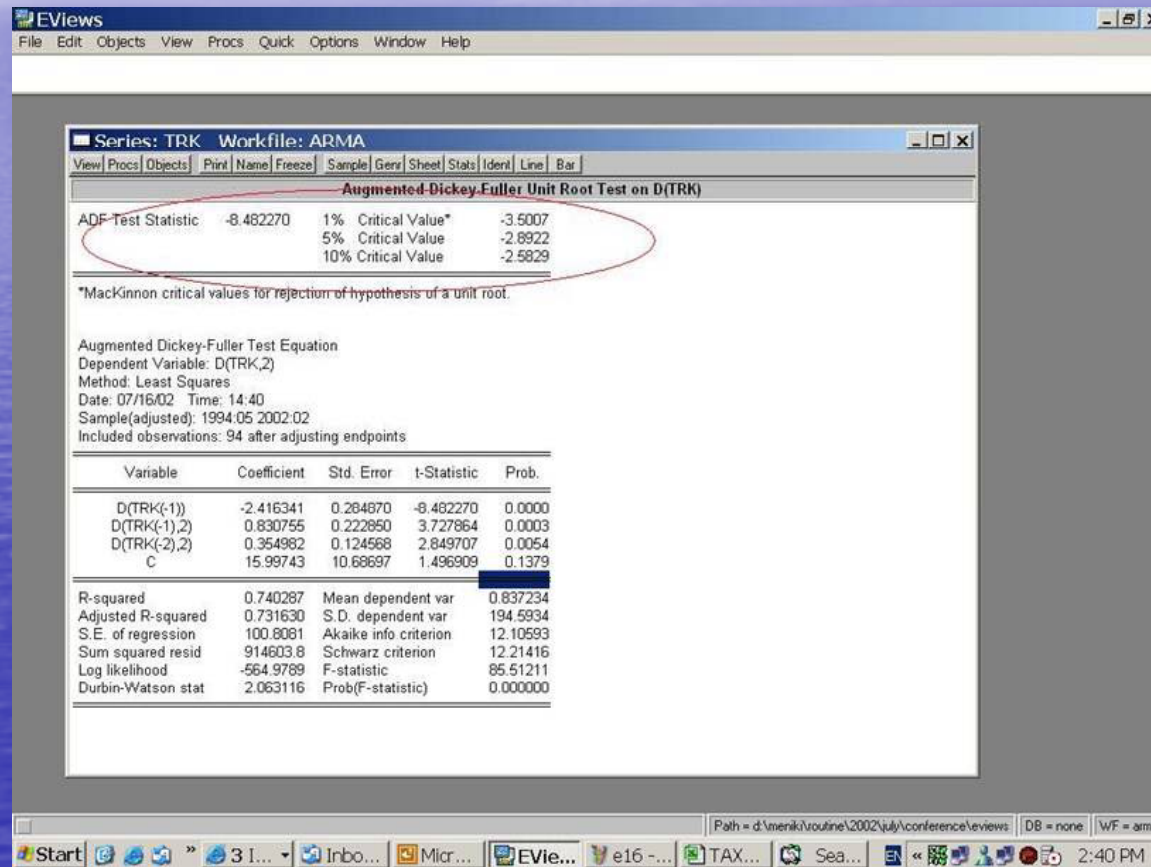 EViews
File Edit Objects View Procs Quick Options Window Help
Series: TRK Workfile: ARMA
View Procs Objects Print Name Freeze Sample Genr Sheet Stats Ident Line Bar
Augmented Dickey-Fuller Unit Root Test on D(TRK)
ADF Test Statistic -8.482270 1% Critical Value* -3.5007
5% Critical Value -2.8922
10% Critical Value -2.5829
*MacKinnon critical values for rejection of hypothesis of a unit root.
Augmented Dickey-Fuller Test Equation
Dependent Variable: D(TRK,2)
Method: Least Squares
Date: 07/16/02 Time: 14:40
Sample(adjusted): 1994:05 2002:02
Included observations: 94 after adjusting endpoints
Variable Coefficient Std. Error t-Statistic Prob.
D(TRK(-1)) -2.416341 0.284870 -8.482270 0.0000
D(TRK(-1),2) 0.830755 0.222850 3.727864 0.0003
D(TRK(-2),2) 0.354982 0.124568 2.849707 0.0054
C 15.99743 10.68697 1.496909 0.1379
R-squared 0.740287 Mean dependent var 0.837234
Adjusted R-squared 0.731630 S.D. dependent var 194.5934
S.E. of regression 100.8081 Akaike info criterion 12.10593
Sum squared resid 914603.8 Schwarz criterion 12.21416
Log likelihood -564.9789 F-statistic 85.51211
Durbin-Watson stat 2.063116 Prob(F-statistic) 0.000000
Path = d:\meniki\routine\2002\july\conference\eviews DB = none WF = arm
Start » 3 I... Inbo... Micr... EVie... e16 -... TAX... Sea... EN « 2:40 PM